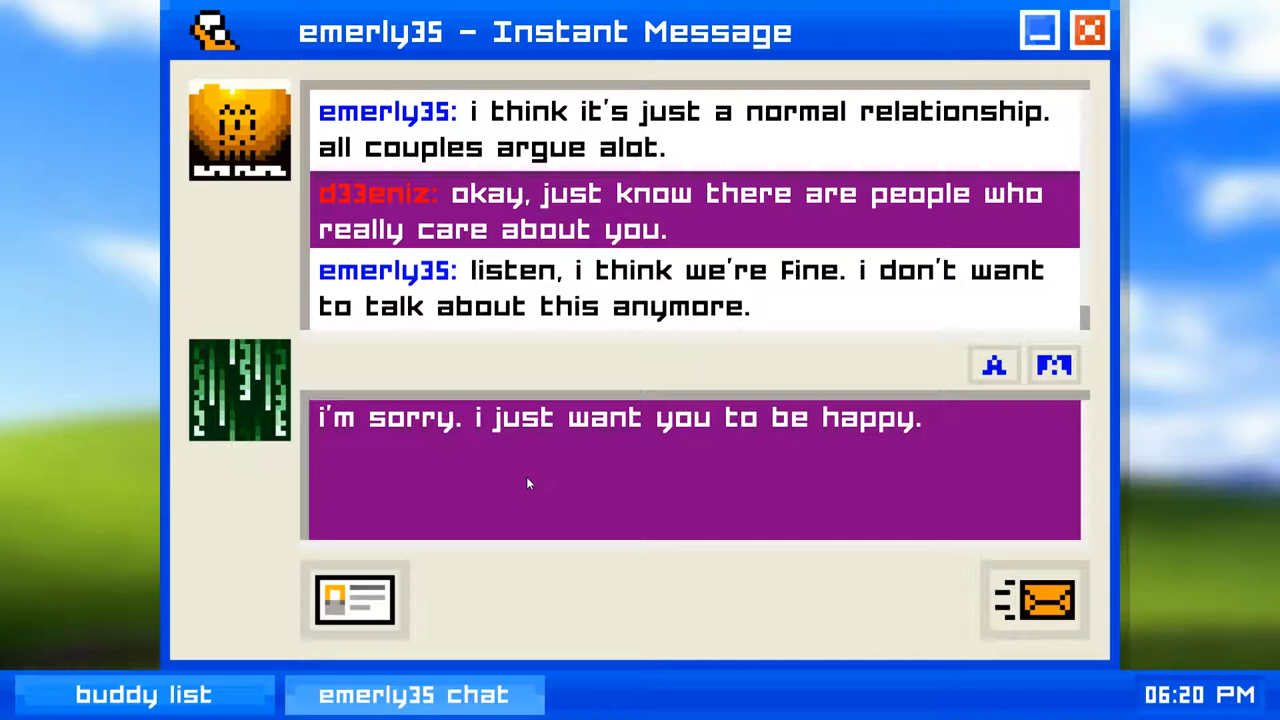 emerly35 - Instant Message
emerly35: i think it's just a normal relationship.
all couples argue alot.
d33eniz: okay, just know there are people who
really care about you.
emerly35: listen, i think we're fine. i don't want
to talk about this anymore.
A
i'm sorry. i just want you to be happy.
buddy list
emerly35 chat
06:20 PM